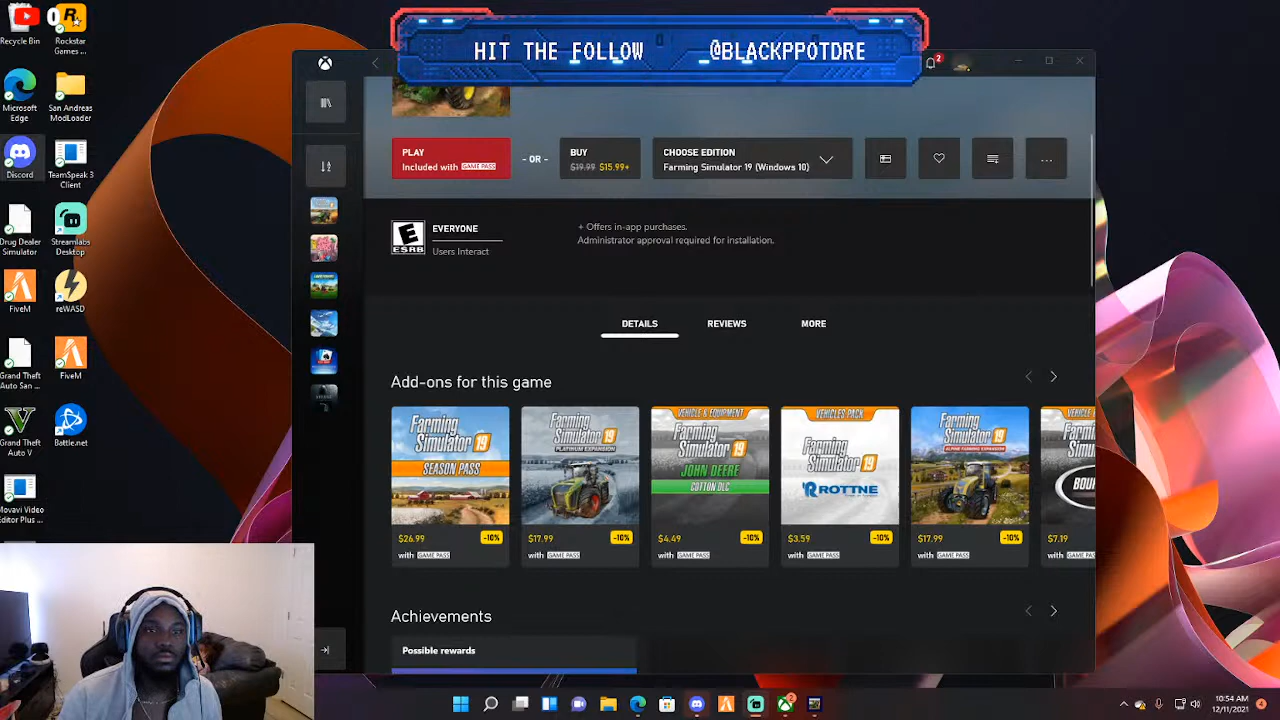 HIT THE FOLLOW @BLACKPPOTDRE
Recycle Bin
Rockstar Games...
Microsoft Edge
San Andreas ModLoader
Discord
TeamSpeak 3 Client
Drug Dealer Simulator
Streamlabs Desktop
FiveM
reWASD
Grand Theft Auto San ...
FiveM
Grand Theft Auto V
Battle.net
Movavi Video Editor Plus ...
2
PLAY
Included with GAME PASS
- OR -
BUY
$19.99 $15.99+
CHOOSE EDITION
Farming Simulator 19 (Windows 10)
...
E
ESRB
EVERYONE
Users Interact
+ Offers in-app purchases.
Administrator approval required for installation.
DETAILS
REVIEWS
MORE
Add-ons for this game
Farming Simulator 19
SEASON PASS
$26.99 -10%
with GAME PASS
Farming Simulator 19
PLATINUM EXPANSION
$17.99 -10%
with GAME PASS
VEHICLE & EQUIPMENT
Farming Simulator 19
JOHN DEERE
COTTON DLC
$4.49 -10%
with GAME PASS
VEHICLES PACK
Farming Simulator 19
ROTTNE
$3.59 -10%
with GAME PASS
Farming Simulator 19
ALPINE FARMING EXPANSION
$17.99 -10%
with GAME PASS
$7.19
with GAME
Achievements
Possible rewards
2
10:54 AM
12/11/2021
4